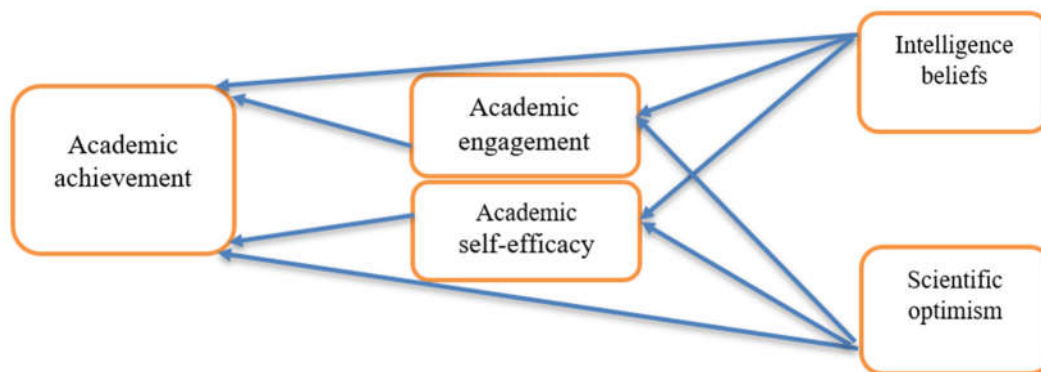 Academic
achievement
Academic
engagement
Academic
self-efficacy
Intelligence
beliefs
Scientific
optimism